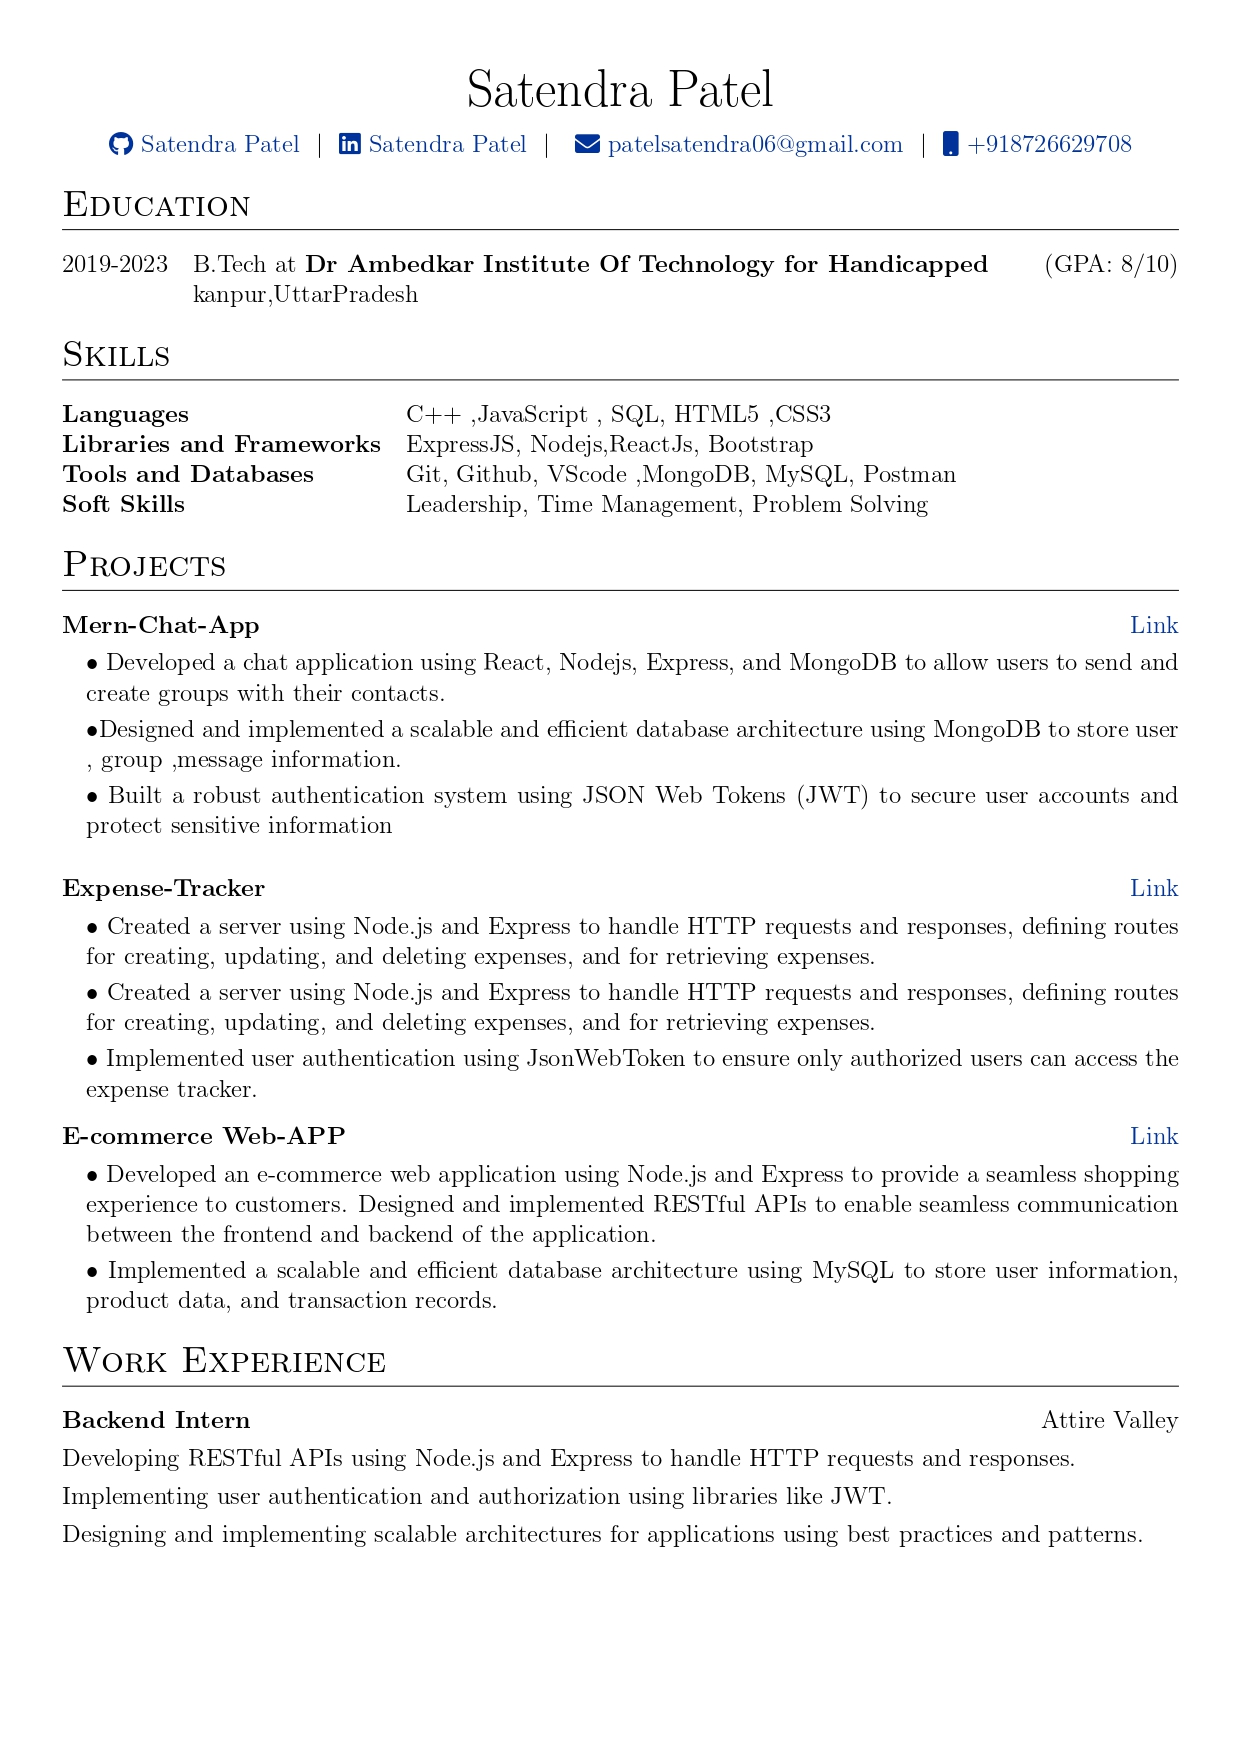 Satendra Patel
Satendra Patel | Satendra Patel | patelsatendra06@gmail.com | +918726629708
Education
2019-2023 B.Tech at Dr Ambedkar Institute Of Technology for Handicapped (GPA: 8/10)
kanpur,UttarPradesh
Skills
Languages C++ ,JavaScript , SQL, HTML5 ,CSS3
Libraries and Frameworks ExpressJS, Nodejs,ReactJs, Bootstrap
Tools and Databases Git, Github, VScode ,MongoDB, MySQL, Postman
Soft Skills Leadership, Time Management, Problem Solving
Projects
Mern-Chat-App Link
• Developed a chat application using React, Nodejs, Express, and MongoDB to allow users to send and
create groups with their contacts.
•Designed and implemented a scalable and efficient database architecture using MongoDB to store user
, group ,message information.
• Built a robust authentication system using JSON Web Tokens (JWT) to secure user accounts and
protect sensitive information
Expense-Tracker Link
• Created a server using Node.js and Express to handle HTTP requests and responses, defining routes
for creating, updating, and deleting expenses, and for retrieving expenses.
• Created a server using Node.js and Express to handle HTTP requests and responses, defining routes
for creating, updating, and deleting expenses, and for retrieving expenses.
• Implemented user authentication using JsonWebToken to ensure only authorized users can access the
expense tracker.
E-commerce Web-APP Link
• Developed an e-commerce web application using Node.js and Express to provide a seamless shopping
experience to customers. Designed and implemented RESTful APIs to enable seamless communication
between the frontend and backend of the application.
• Implemented a scalable and efficient database architecture using MySQL to store user information,
product data, and transaction records.
Work Experience
Backend Intern Attire Valley
Developing RESTful APIs using Node.js and Express to handle HTTP requests and responses.
Implementing user authentication and authorization using libraries like JWT.
Designing and implementing scalable architectures for applications using best practices and patterns.